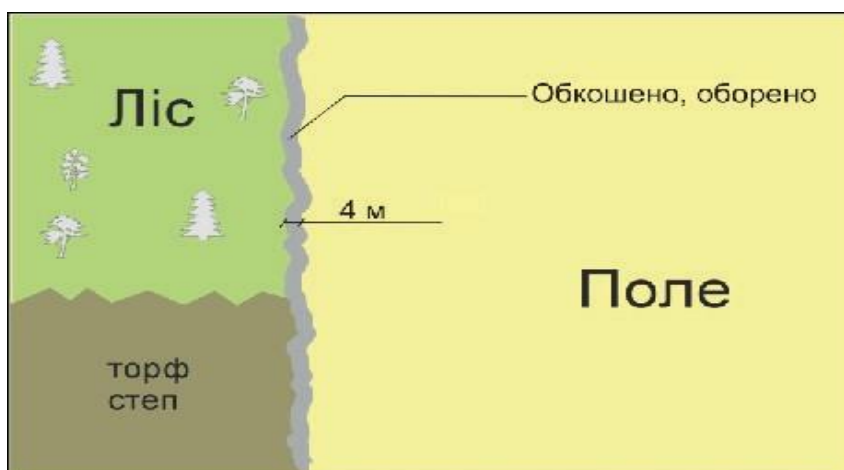 Ліс
Обкошено, оборено
4 м
Поле
торф
степ